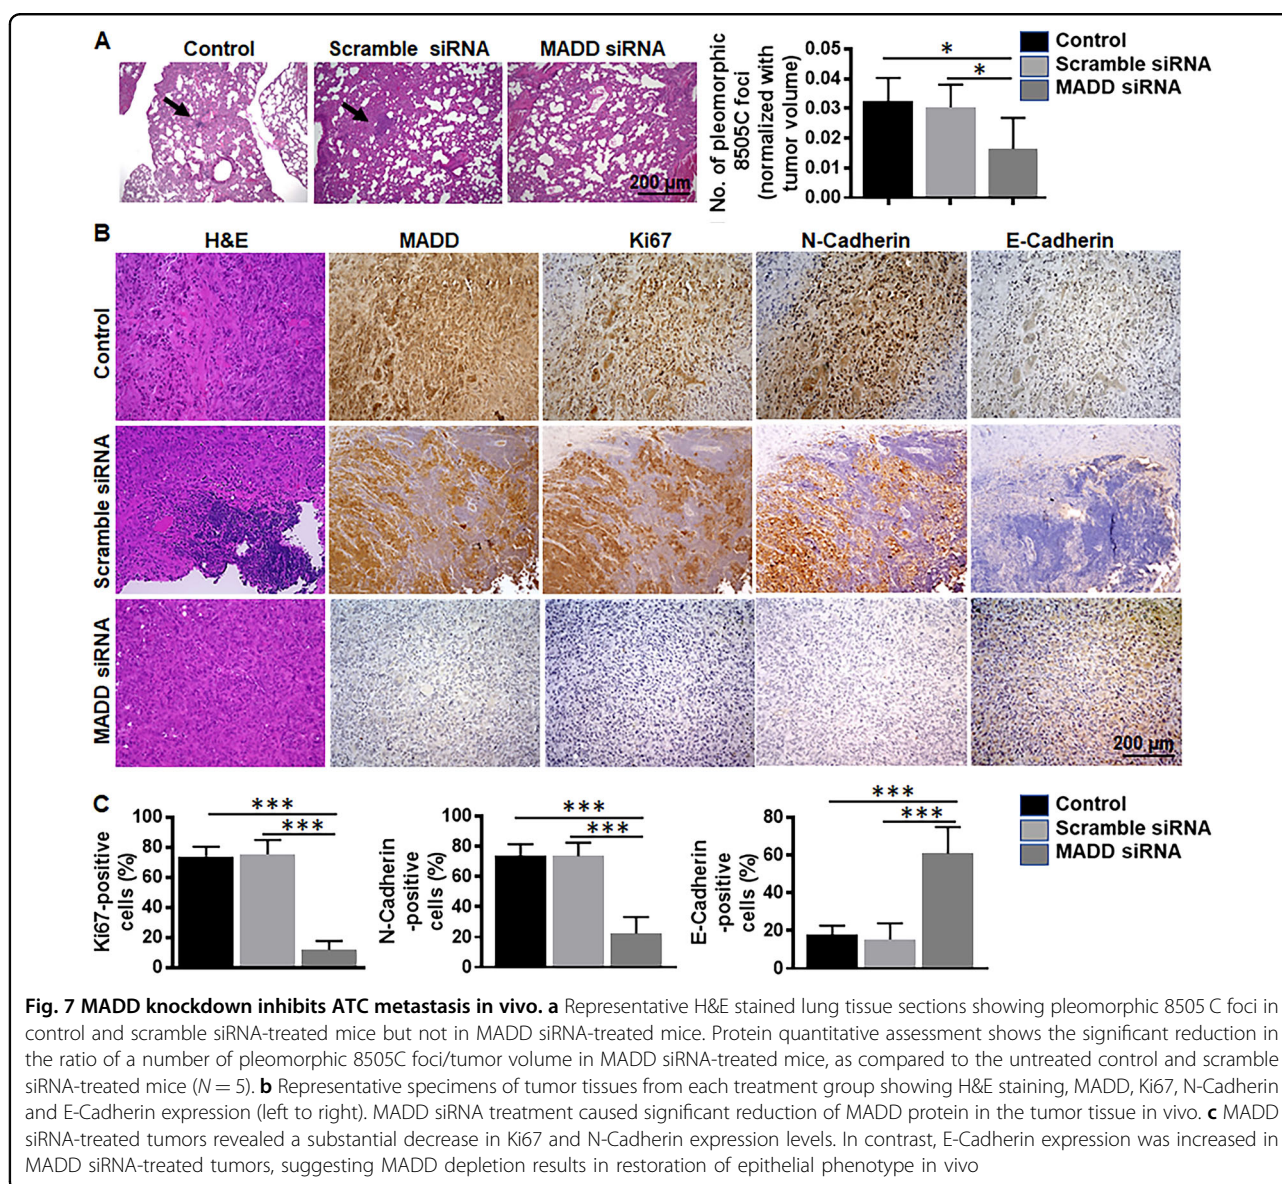 A
Control
Scramble siRNA
MADD siRNA
200 µm
No. of pleomorphic
8505C foci
(normalized with
tumor volume)
0.05
0.04
0.03
0.02
0.01
0.00
*
*
Control
Scramble siRNA
MADD siRNA
B
H&E
MADD
Ki67
N-Cadherin
E-Cadherin
Control
Scramble siRNA
MADD siRNA
200 µm
C
Ki67-positive
cells (%)
100
80
60
40
20
0
***
***
N-Cadherin
-positive
cells (%)
100
80
60
40
20
0
***
***
E-Cadherin
-positive
cells (%)
80
60
40
20
0
***
***
Control
Scramble siRNA
MADD siRNA
Fig. 7 MADD knockdown inhibits ATC metastasis in vivo. a Representative H&E stained lung tissue sections showing pleomorphic 8505 C foci in
control and scramble siRNA-treated mice but not in MADD siRNA-treated mice. Protein quantitative assessment shows the significant reduction in
the ratio of a number of pleomorphic 8505C foci/tumor volume in MADD siRNA-treated mice, as compared to the untreated control and scramble
siRNA-treated mice (N = 5). b Representative specimens of tumor tissues from each treatment group showing H&E staining, MADD, Ki67, N-Cadherin
and E-Cadherin expression (left to right). MADD siRNA treatment caused significant reduction of MADD protein in the tumor tissue in vivo. c MADD
siRNA-treated tumors revealed a substantial decrease in Ki67 and N-Cadherin expression levels. In contrast, E-Cadherin expression was increased in
MADD siRNA-treated tumors, suggesting MADD depletion results in restoration of epithelial phenotype in vivo